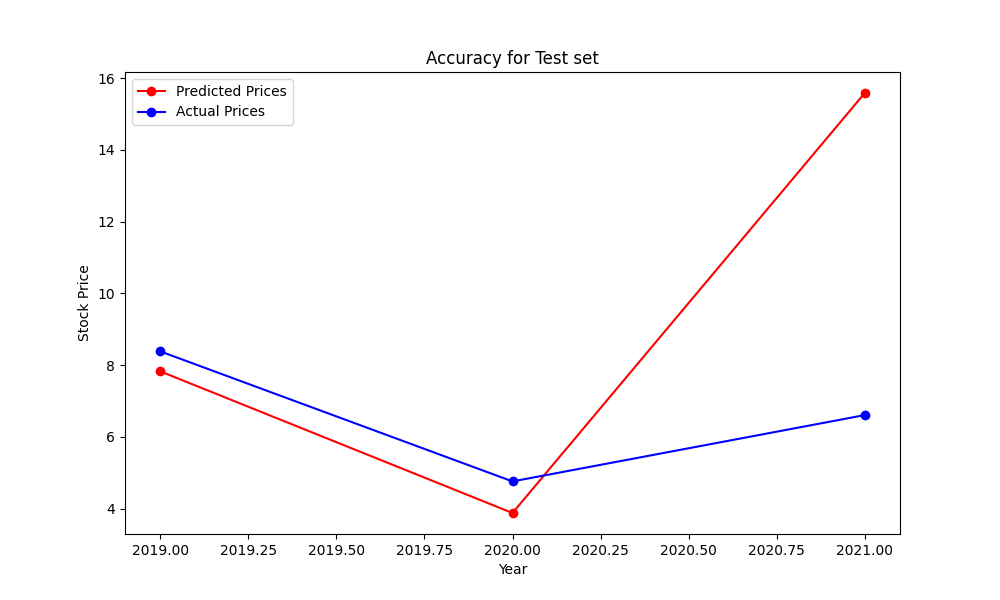 Accuracy for Test set
Predicted Prices
Actual Prices
Stock Price
16
14
12
10
8
6
4
2019.00 2019.25 2019.50 2019.75 2020.00 2020.25 2020.50 2020.75 2021.00
Year